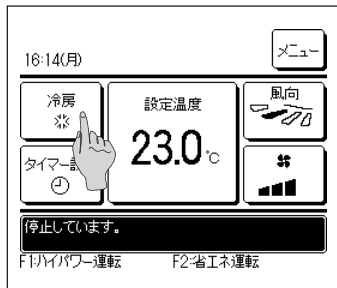 16:14(月)
メニュー
冷房
設定温度
風向
23.0℃
タイマー
停止しています。
F1:ハイパワー運転 F2:省エネ運転